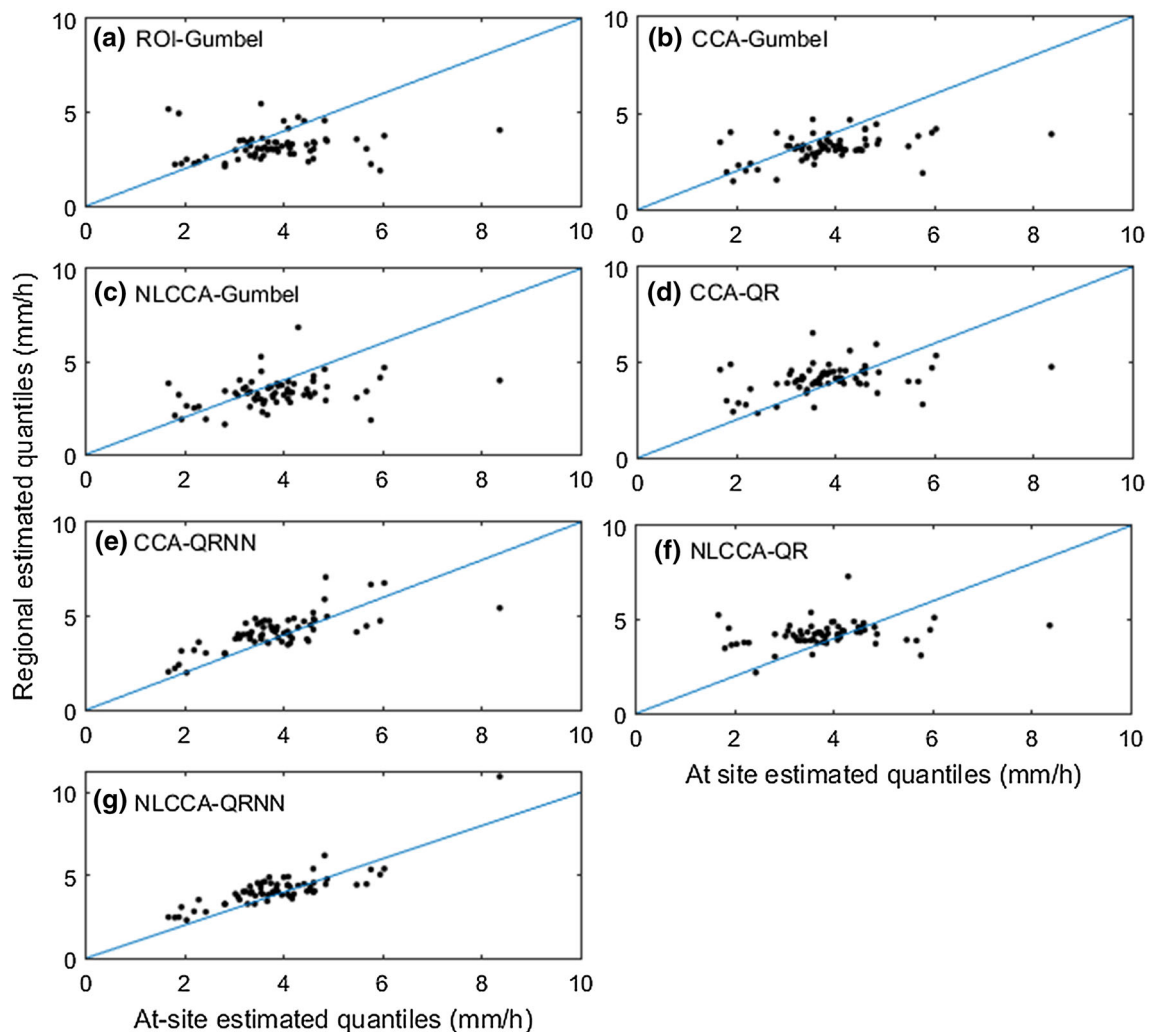 (a) ROI-Gumbel
10
5
0
0 2 4 6 8 10
(b) CCA-Gumbel
10
5
0
0 2 4 6 8 10
(c) NLCCA-Gumbel
10
5
0
0 2 4 6 8 10
(d) CCA-QR
10
5
0
0 2 4 6 8 10
Regional estimated quantiles (mm/h)
(e) CCA-QRNN
10
5
0
0 2 4 6 8 10
(f) NLCCA-QR
10
5
0
0 2 4 6 8 10
At site estimated quantiles (mm/h)
(g) NLCCA-QRNN
10
5
0
0 2 4 6 8 10
At-site estimated quantiles (mm/h)